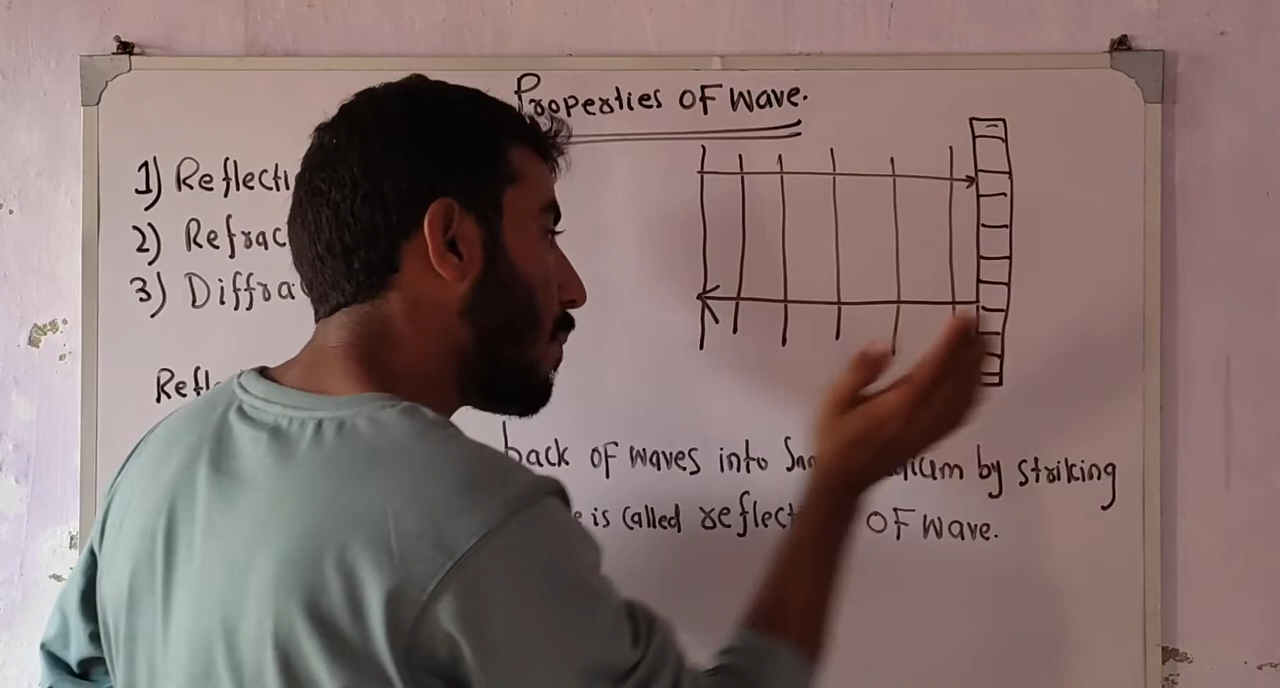 Properties OF Wave.
1) Reflecti
2) Refrac
3) Diffra
Refl
back OF waves into Sa dium by striking
e is called reflect OF Wave.